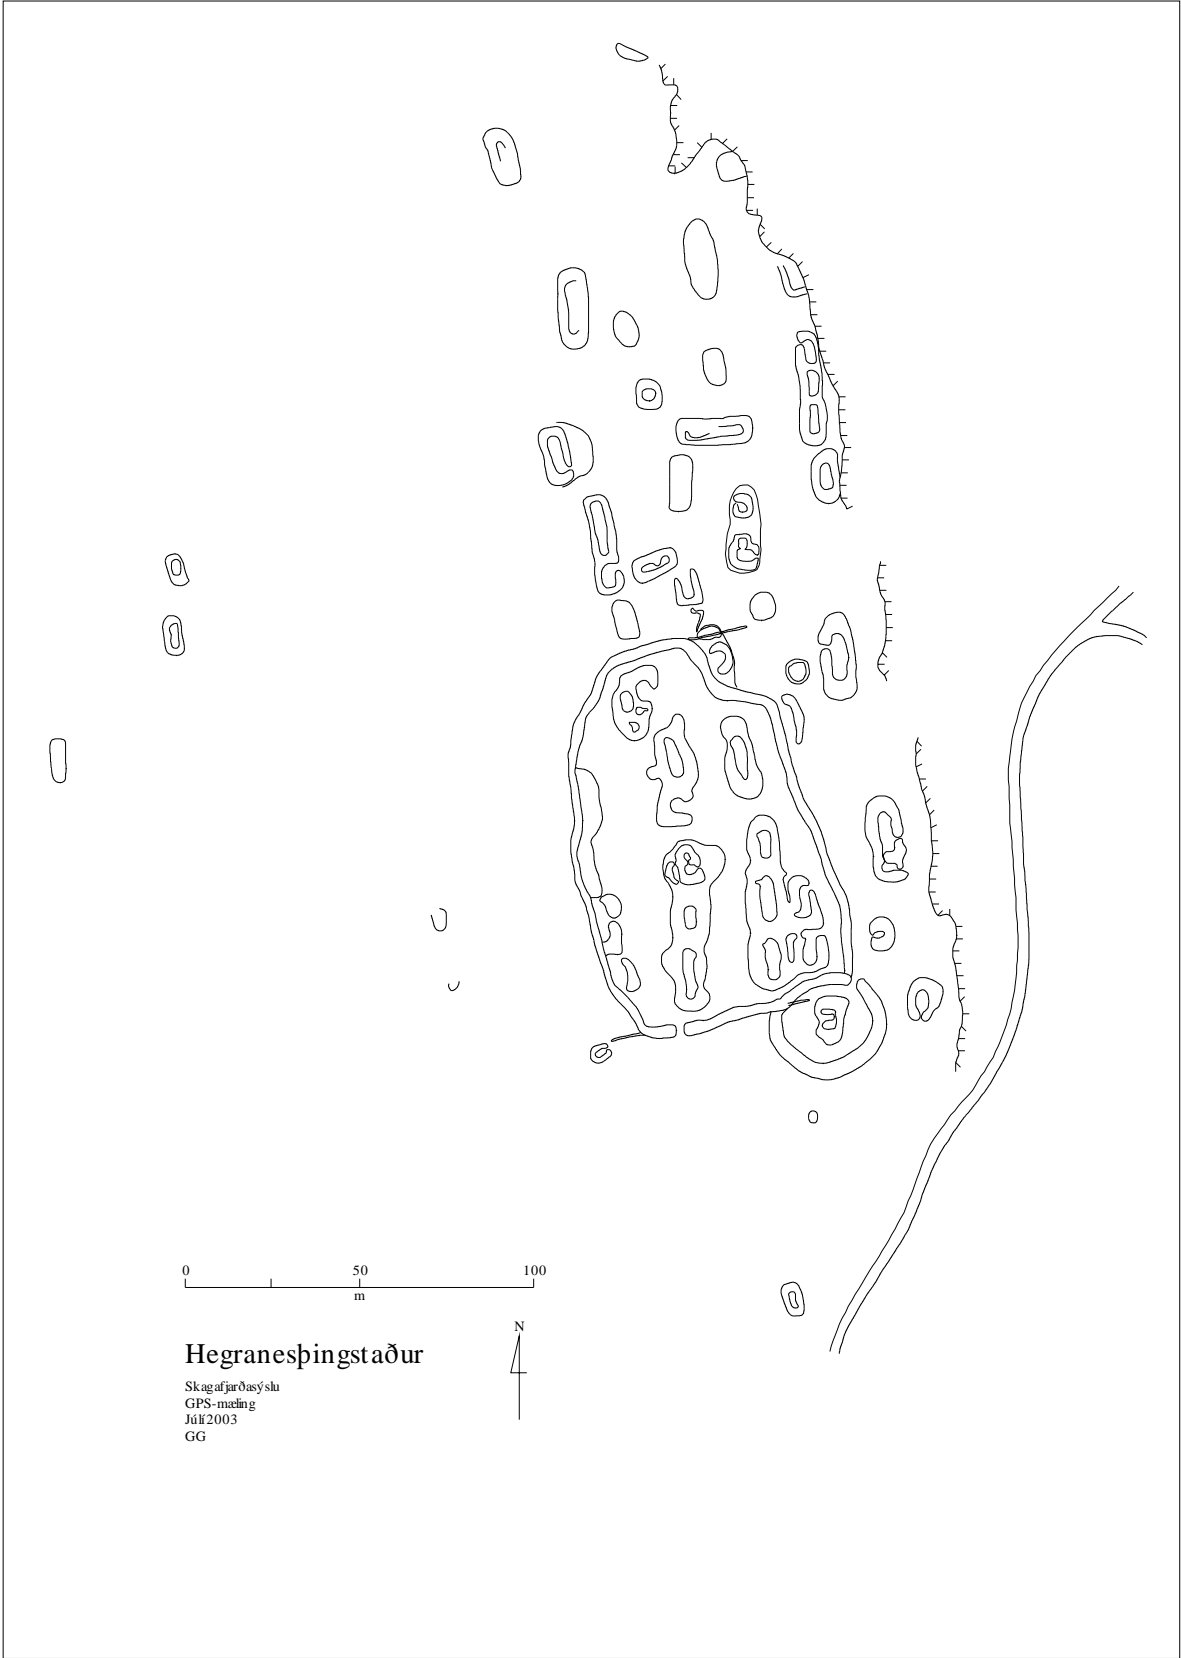 0 50 100
m
N
Hegranesþingstaður
Skagafjarðasýslu
GPS-mæling
Júlí 2003
GG